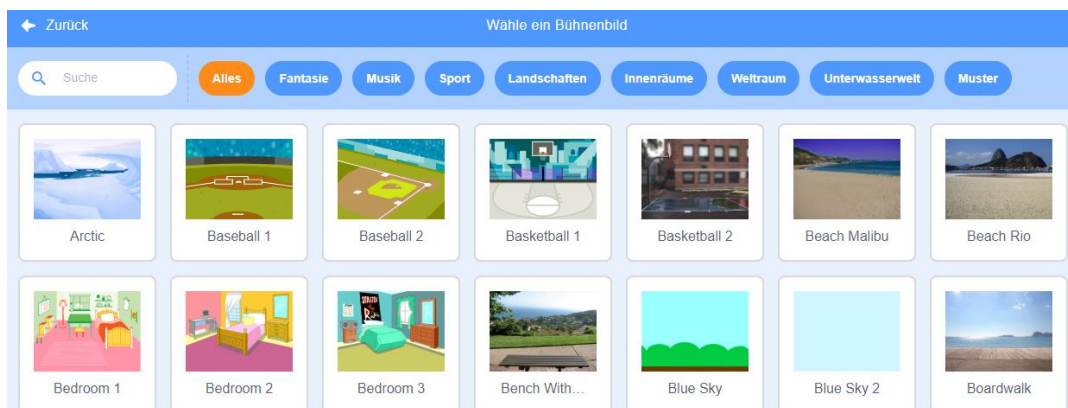 Zurück
Wähle ein Bühnenbild
Suche
Alles
Fantasie
Musik
Sport
Landschaften
Innenräume
Weltraum
Unterwasserwelt
Muster
Arctic
Baseball 1
Baseball 2
Basketball 1
Basketball 2
Beach Malibu
Beach Rio
Bedroom 1
Bedroom 2
Bedroom 3
Bench With...
Blue Sky
Blue Sky 2
Boardwalk